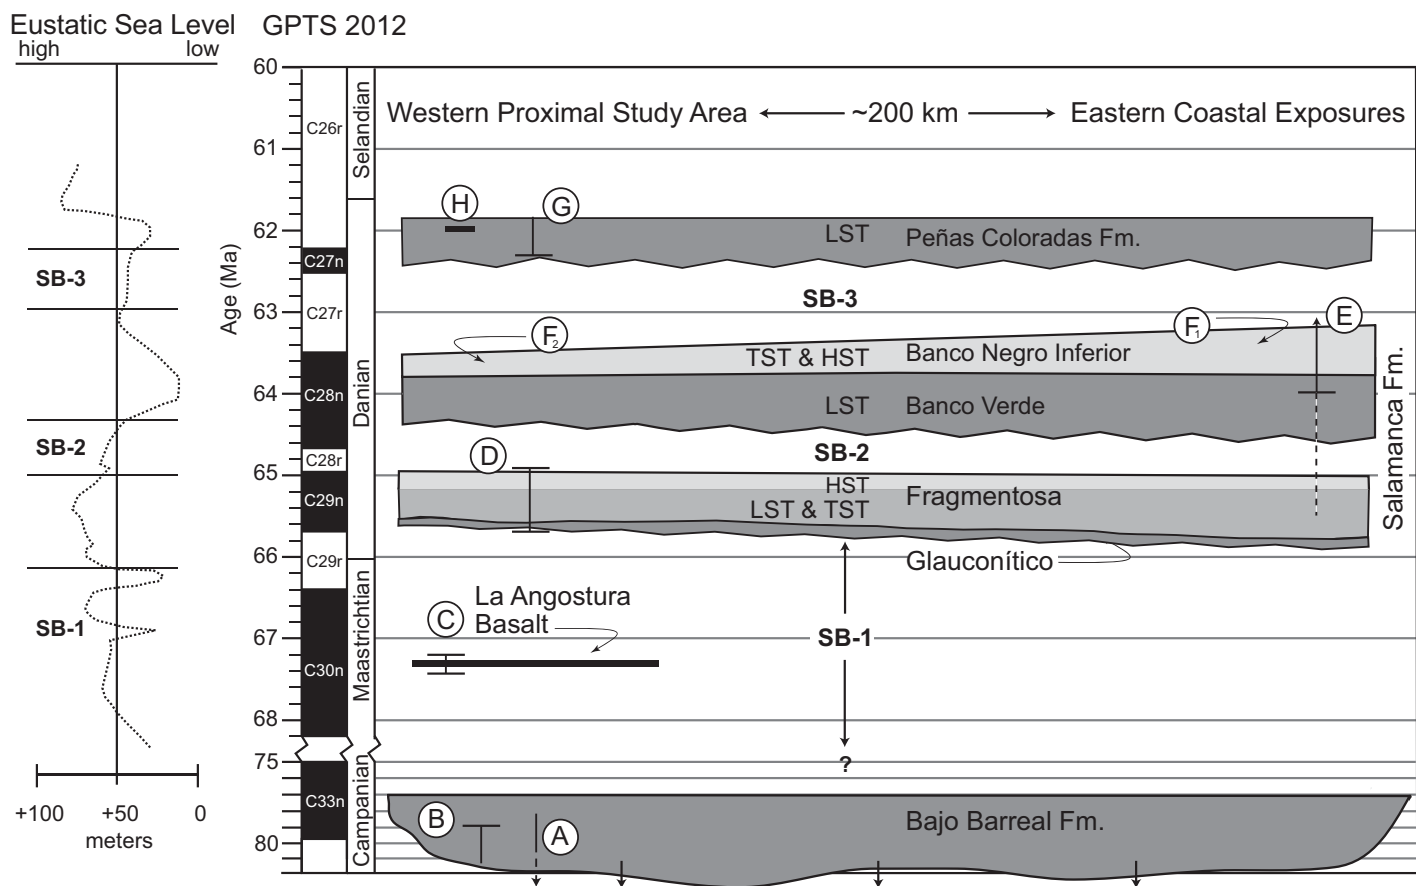 Eustatic Sea Level GPTS 2012
high low
60
Selandian
C26r
Western Proximal Study Area ~200 km Eastern Coastal Exposures
61
H G
62
LST Peñas Coloradas Fm.
C27n
SB-3
Age (Ma)
SB-3
63
C27r
E
F1
F2
TST & HST Banco Negro Inferior
Danian
64
C28n
LST Banco Verde
Salamanca Fm.
SB-2
SB-2
C28r
D
65
HST
C29n
Fragmentosa
LST & TST
66
C29r
Glauconítico
Maastrichtian
La Angostura
C
Basalt
SB-1
67
SB-1
C30n
68
75
?
Campanian
C33n
+100 +50 0
meters
B
A
Bajo Barreal Fm.
80